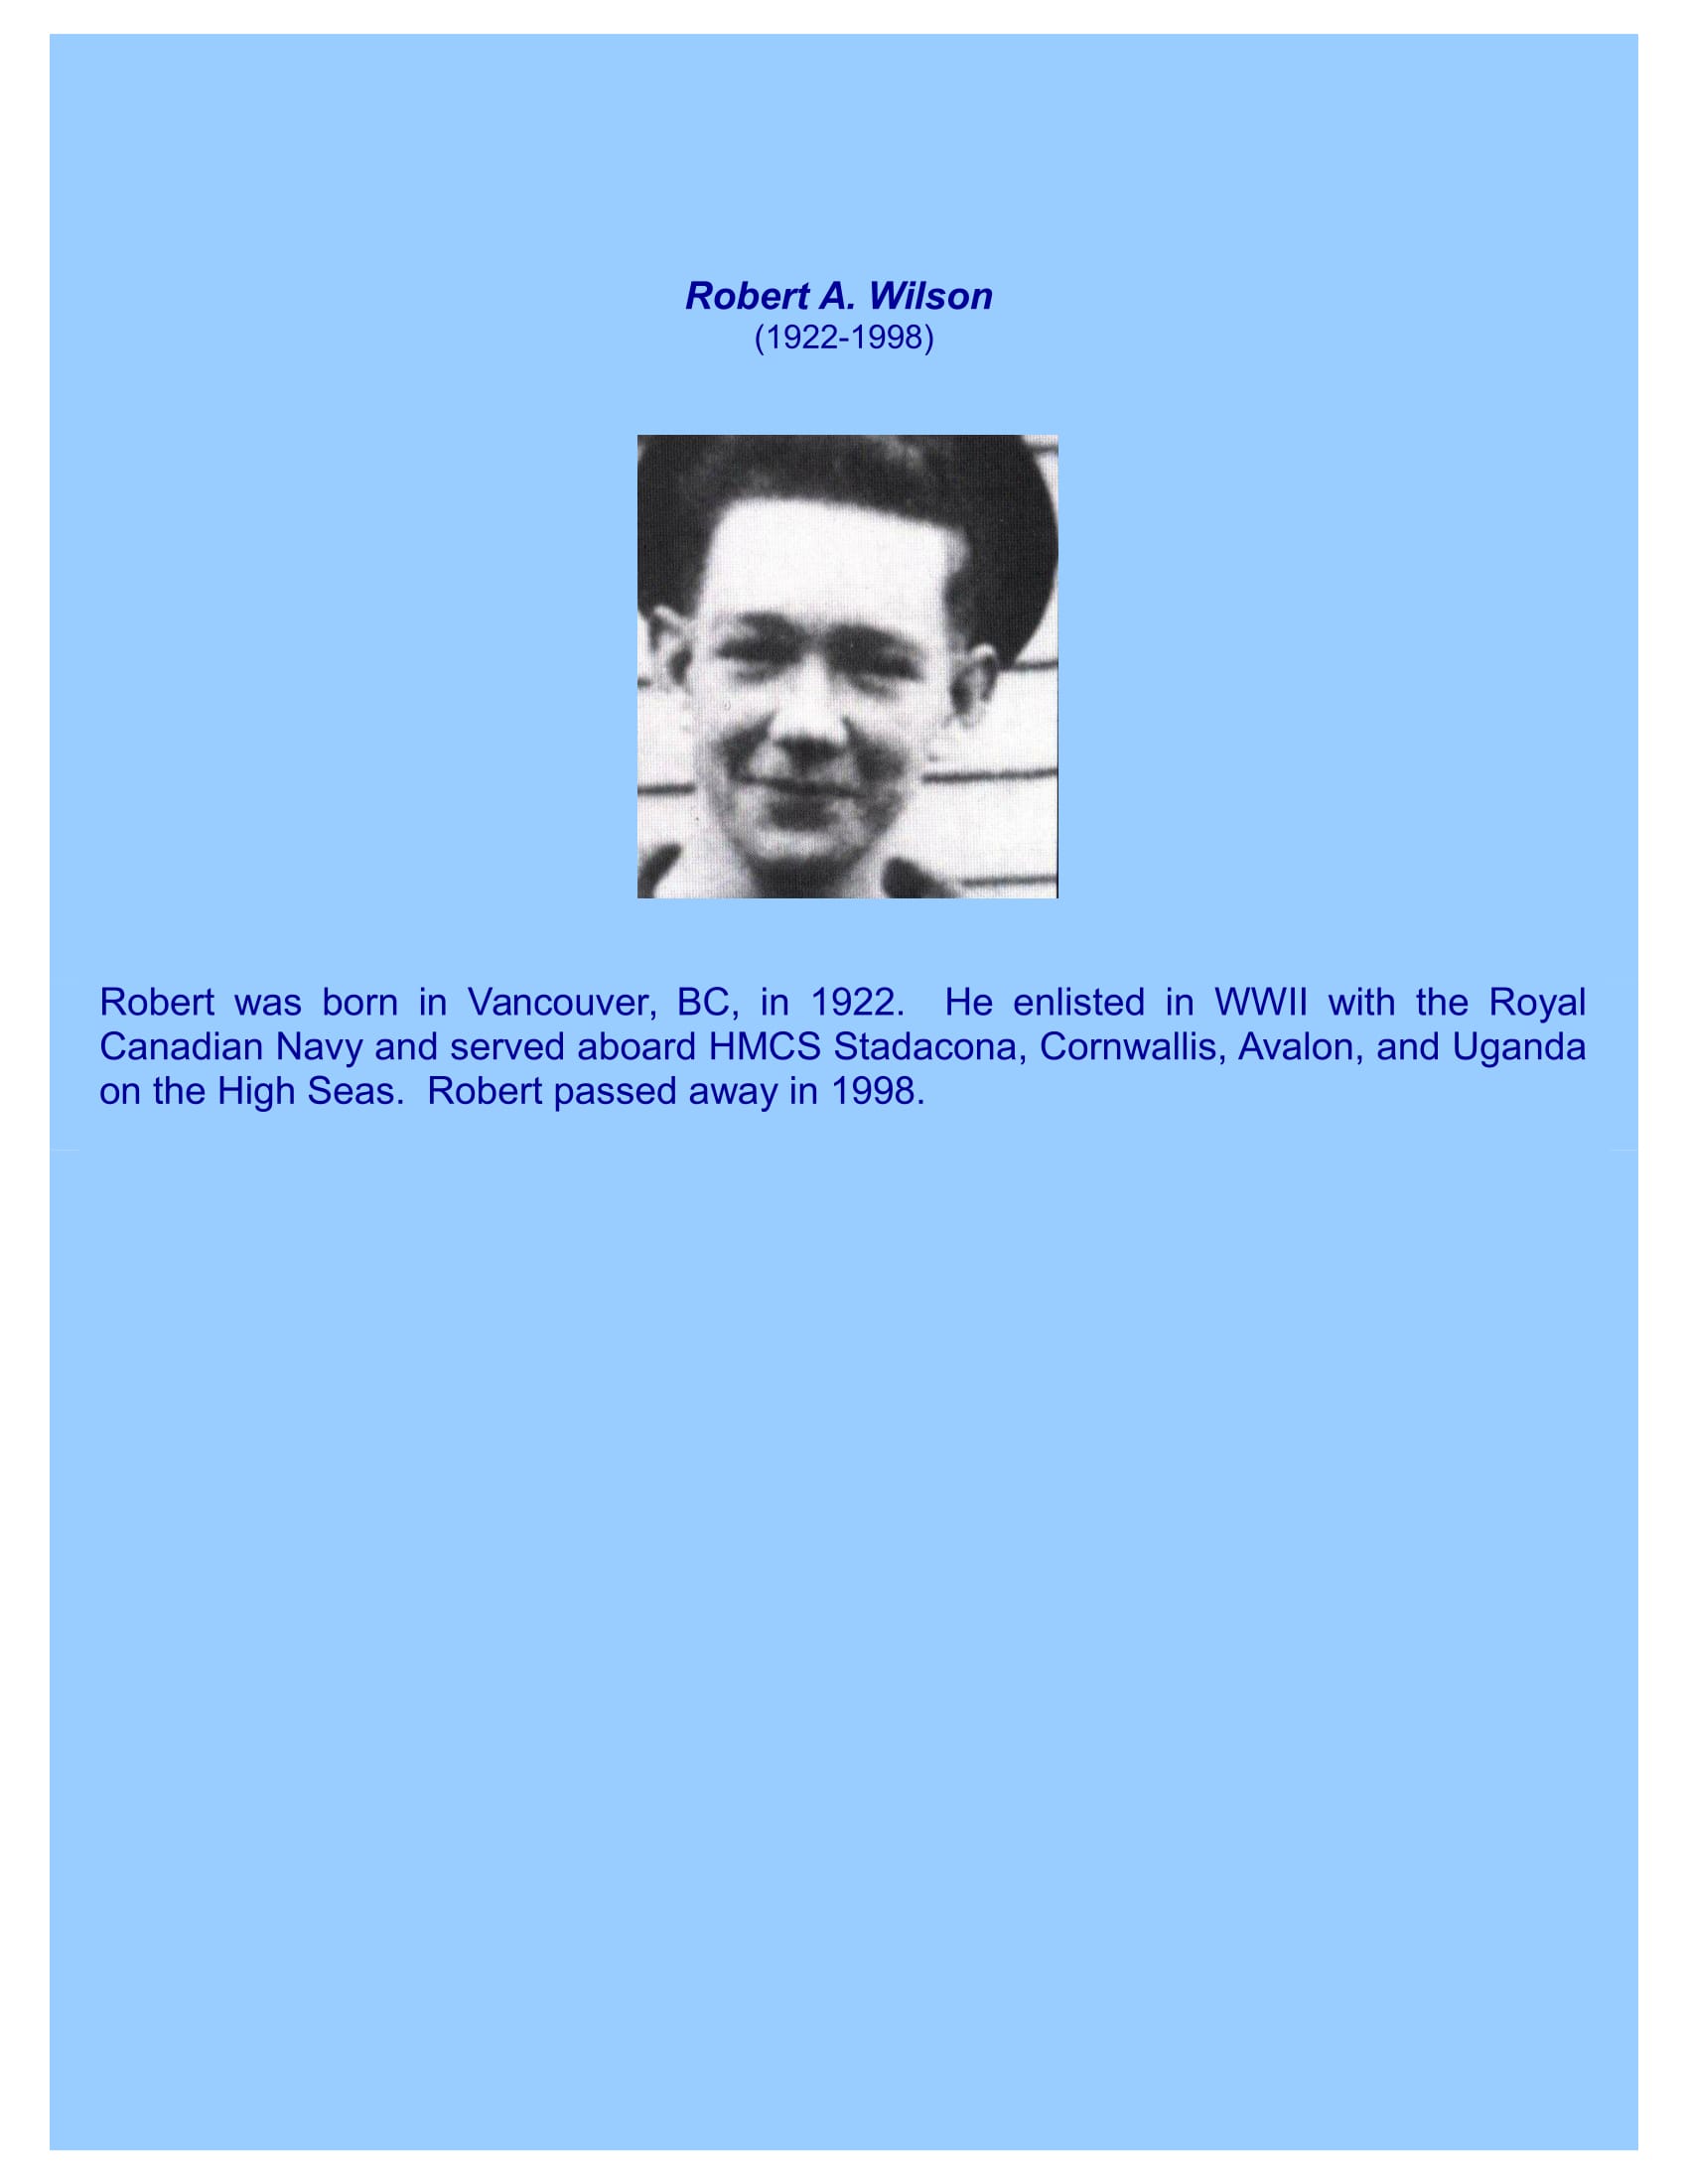 Robert A. Wilson
(1922-1998)
Robert was born in Vancouver, BC, in 1922.  He enlisted in WWII with the Royal
Canadian Navy and served aboard HMCS Stadacona, Cornwallis, Avalon, and Uganda
on the High Seas.  Robert passed away in 1998.